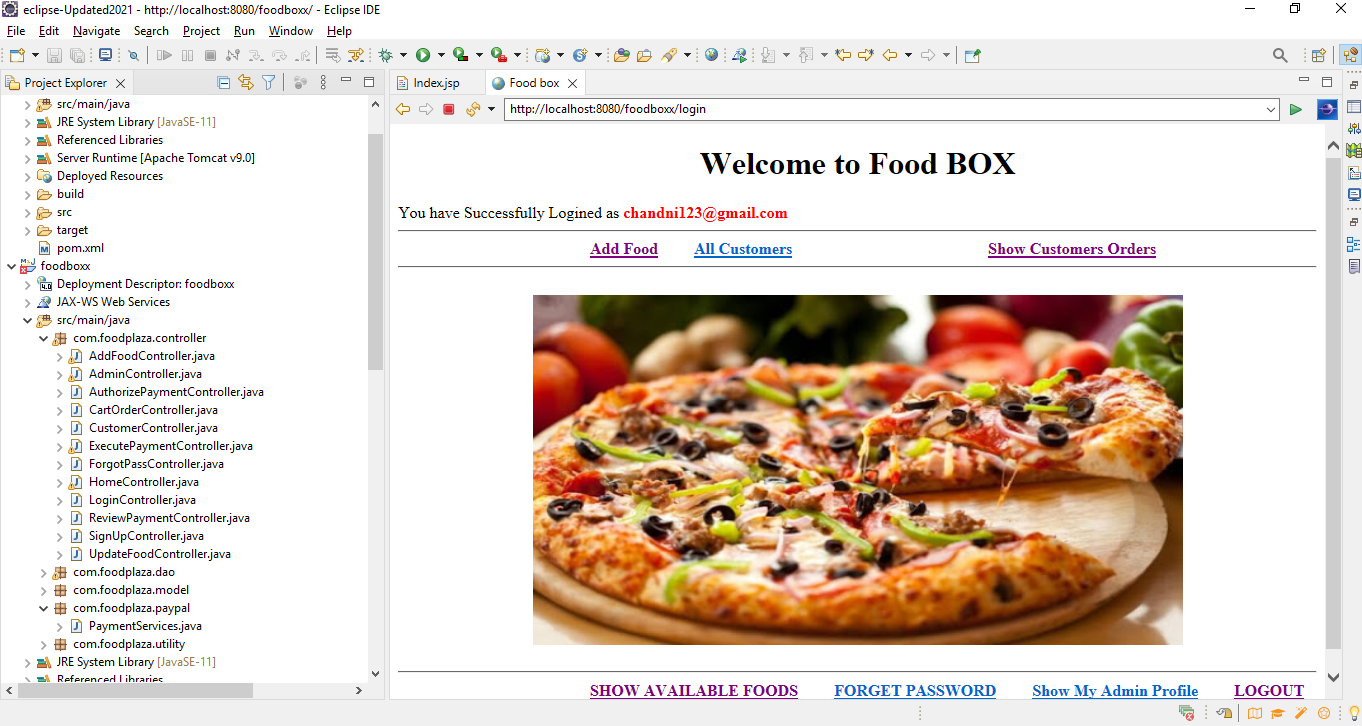 eclipse-Updated2021 - http://localhost:8080/foodboxx/ - Eclipse IDE
File Edit Navigate Search Project Run Window Help
Project Explorer
src/main/java
JRE System Library [JavaSE-11]
Referenced Libraries
Server Runtime [Apache Tomcat v9.0]
Deployed Resources
build
src
target
pom.xml
foodboxx
Deployment Descriptor: foodboxx
JAX-WS Web Services
src/main/java
com.foodplaza.controller
AddFoodController.java
AdminController.java
AuthorizePaymentController.java
CartOrderController.java
CustomerController.java
ExecutePaymentController.java
ForgotPassController.java
HomeController.java
LoginController.java
ReviewPaymentController.java
SignUpController.java
UpdateFoodController.java
com.foodplaza.dao
com.foodplaza.model
com.foodplaza.paypal
PaymentServices.java
com.foodplaza.utility
JRE System Library [JavaSE-11]
Referenced Libraries
Index.jsp Food box
http://localhost:8080/foodboxx/login
Welcome to Food BOX
You have Successfully Logined as chandni123@gmail.com
Add Food All Customers Show Customers Orders
SHOW AVAILABLE FOODS FORGET PASSWORD Show My Admin Profile LOGOUT